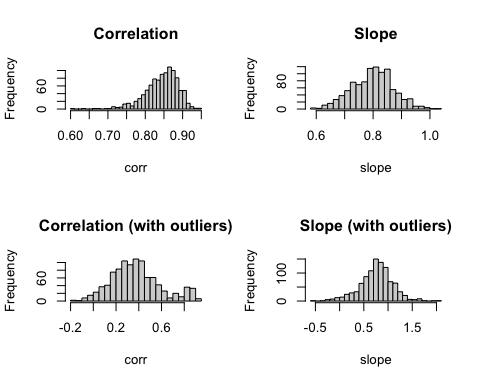 Correlation
Frequency
0 60
0.60 0.70 0.80 0.90
corr
Slope
Frequency
0 80
0.6 0.8 1.0
slope
Correlation (with outliers)
Frequency
0 60
-0.2 0.2 0.6
corr
Slope (with outliers)
Frequency
0 100
-0.5 0.5 1.5
slope